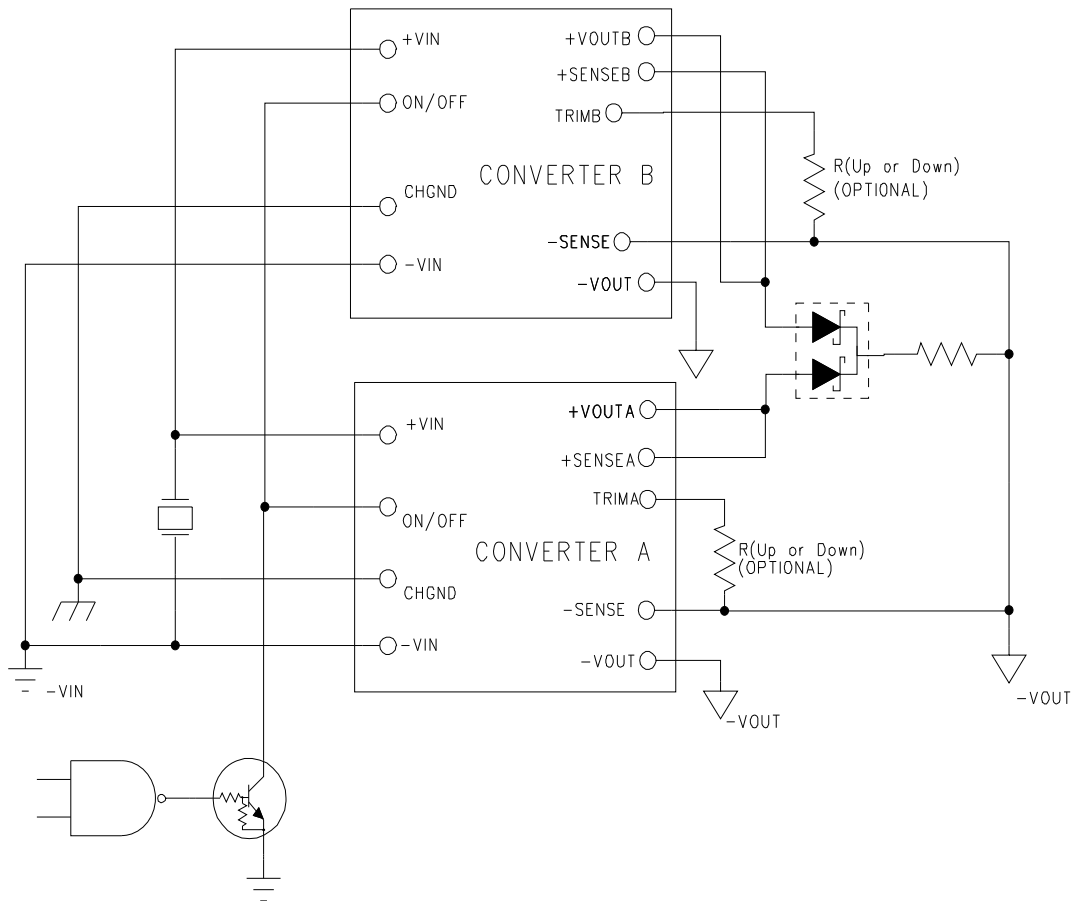 +VIN
+VOUTB
+SENSEB
ON/OFF
TRIMB
CONVERTER B
R(Up or Down)
(OPTIONAL)
CHGND
-SENSE
-VIN
-VOUT
+VOUTA
+VIN
+SENSEA
TRIMA
ON/OFF
CONVERTER A
R(Up or Down)
(OPTIONAL)
CHGND
-SENSE
-VIN
-VOUT
-VIN
-VOUT
-VOUT